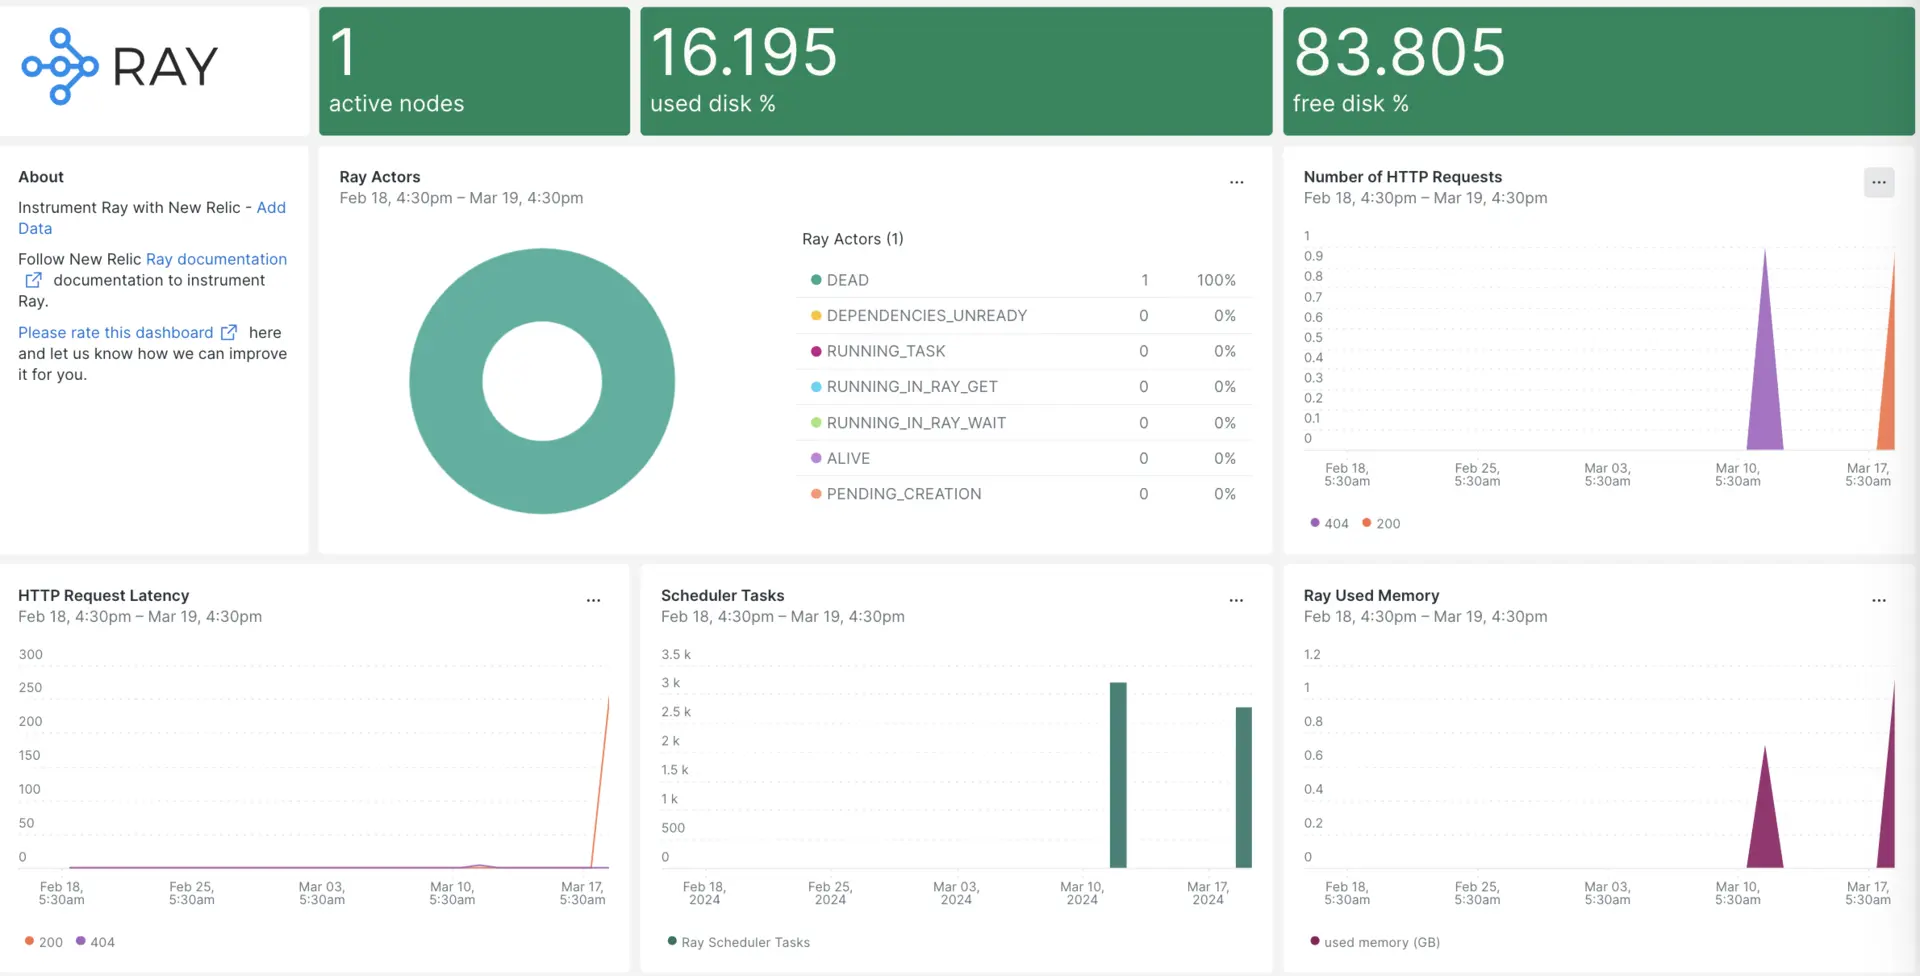 RAY
1
active nodes
16.195
used disk %
83.805
free disk %
About
Instrument Ray with New Relic - Add
Data
Follow New Relic Ray documentation
documentation to instrument
Ray.
Please rate this dashboard here
and let us know how we can improve
it for you.
Ray Actors
Feb 18, 4:30pm – Mar 19, 4:30pm
...
Ray Actors (1)
DEAD 1 100%
DEPENDENCIES_UNREADY 0 0%
RUNNING_TASK 0 0%
RUNNING_IN_RAY_GET 0 0%
RUNNING_IN_RAY_WAIT 0 0%
ALIVE 0 0%
PENDING_CREATION 0 0%
Number of HTTP Requests
Feb 18, 4:30pm – Mar 19, 4:30pm
...
1
0.9
0.8
0.7
0.6
0.5
0.4
0.3
0.2
0.1
0
Feb 18, Feb 25, Mar 03, Mar 10, Mar 17,
5:30am 5:30am 5:30am 5:30am 5:30am
404 200
HTTP Request Latency
Feb 18, 4:30pm – Mar 19, 4:30pm
...
300
250
200
150
100
50
0
Feb 18, Feb 25, Mar 03, Mar 10, Mar 17,
5:30am 5:30am 5:30am 5:30am 5:30am
200 404
Scheduler Tasks
Feb 18, 4:30pm – Mar 19, 4:30pm
...
3.5 k
3 k
2.5 k
2 k
1.5 k
1 k
500
0
Feb 18, Feb 25, Mar 03, Mar 10, Mar 17,
2024 2024 2024 2024 2024
Ray Scheduler Tasks
Ray Used Memory
Feb 18, 4:30pm – Mar 19, 4:30pm
...
1.2
1
0.8
0.6
0.4
0.2
0
Feb 18, Feb 25, Mar 03, Mar 10, Mar 17,
5:30am 5:30am 5:30am 5:30am 5:30am
used memory (GB)